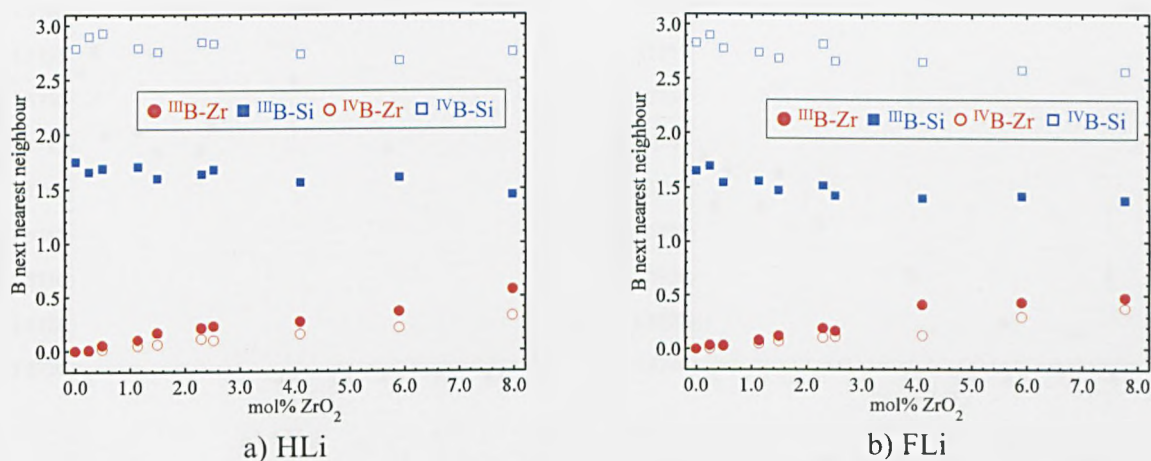 3.0
2.5
2.0
1.5
1.0
0.5
0.0
B next nearest neighbour
IIIB-Zr IIIB-Si IVB-Zr IVB-Si
0.0 1.0 2.0 3.0 4.0 5.0 6.0 7.0 8.0
mol% ZrO2
a) HLi
3.0
2.5
2.0
1.5
1.0
0.5
0.0
B next nearest neighbour
IIIB-Zr IIIB-Si IVB-Zr IVB-Si
0.0 1.0 2.0 3.0 4.0 5.0 6.0 7.0 8.0
mol% ZrO2
b) FLi